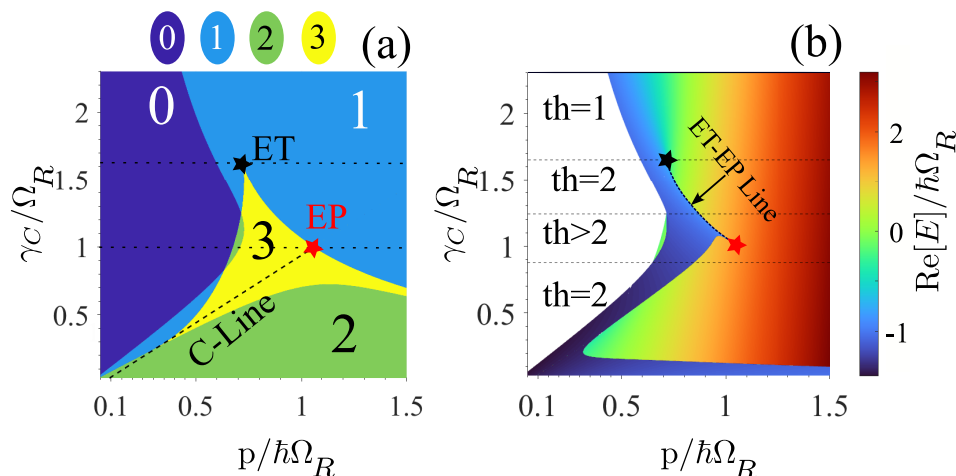 0 1 2 3 (a)
0 1
ET
EP
3
C-Line
2
γC/ΩR
2
1.5
1
0.5
0.1 0.5 1 1.5
p/ℏΩR
(b)
th=1
th=2
th>2
th=2
ET-EP Line
γC/ΩR
2
1.5
1
0.5
0.1 0.5 1 1.5
p/ℏΩR
2
1
0
-1
Re[E]/ℏΩR